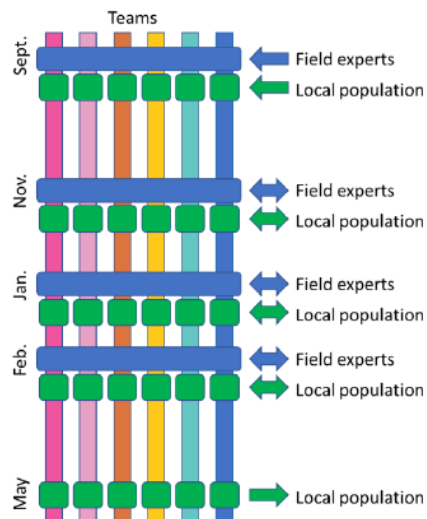 Teams
Sept.
Field experts
Local population
Nov.
Field experts
Local population
Jan.
Field experts
Local population
Feb.
Field experts
Local population
May
Local population